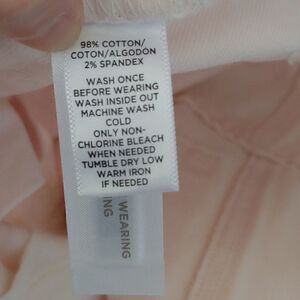 98% COTTON/
COTON/ALGODÓN
2% SPANDEX
WASH ONCE
BEFORE WEARING
WASH INSIDE OUT
MACHINE WASH
COLD
ONLY NON-
CHLORINE BLEACH
WHEN NEEDED
TUMBLE DRY LOW
WARM IRON
IF NEEDED
WEARING